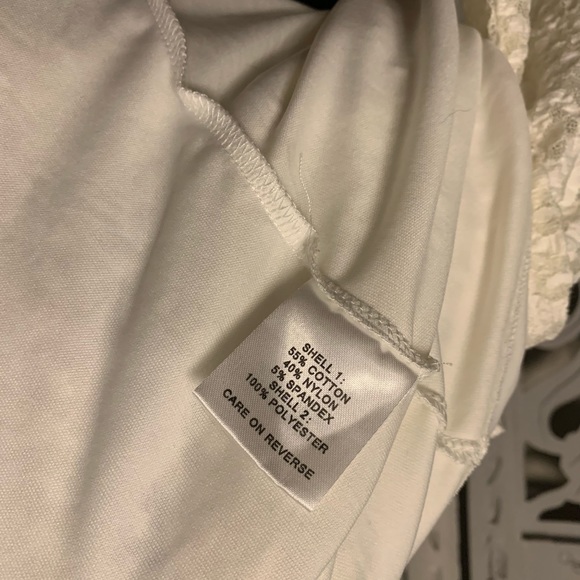 SHELL 1:
55% COTTON
40% NYLON
5% SPANDEX
SHELL 2:
100% POLYESTER
CARE ON REVERSE